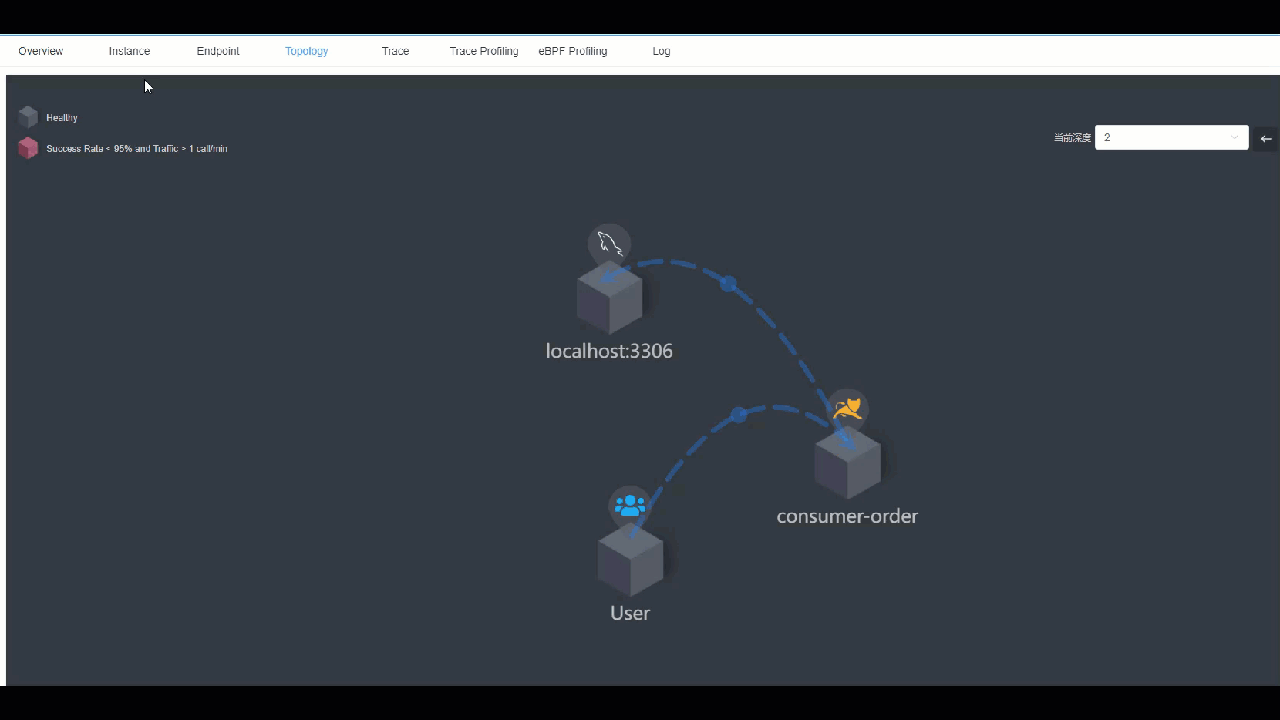 Overview Instance Endpoint Topology Trace Trace Profiling eBPF Profiling Log
Healthy
Success Rate < 95% and Traffic > 1 call/min
当前深度 2
localhost:3306
consumer-order
User